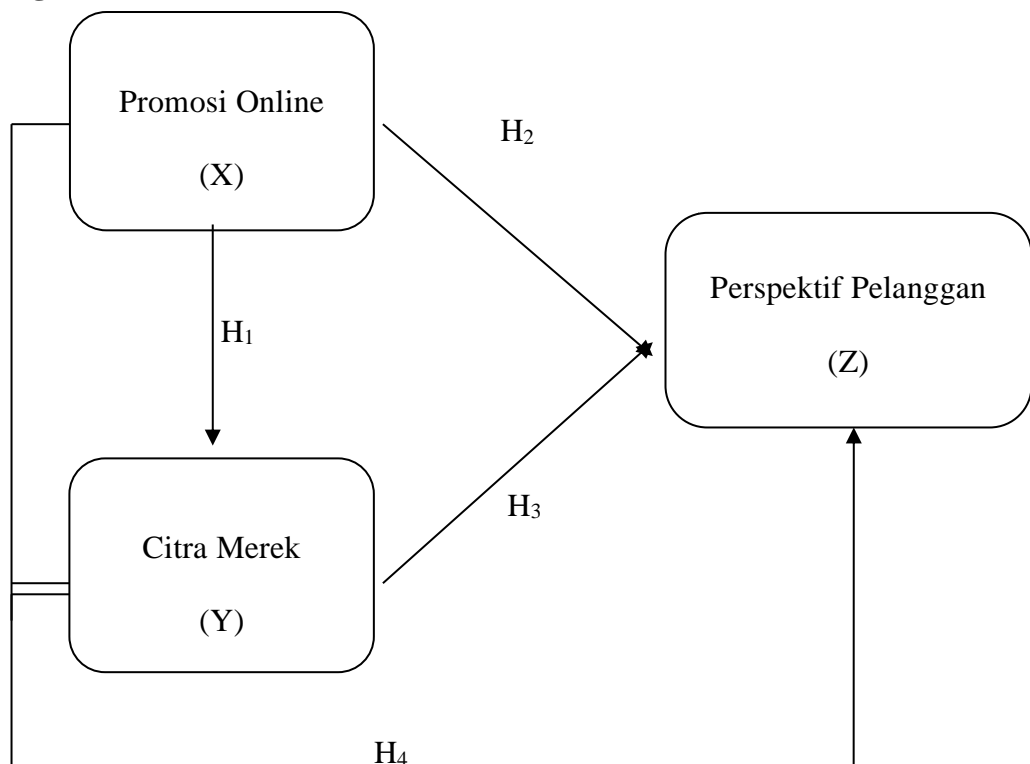 Promosi Online
(X)
H₂
Perspektif Pelanggan
(Z)
H₁
Citra Merek
(Y)
H₃
H₄